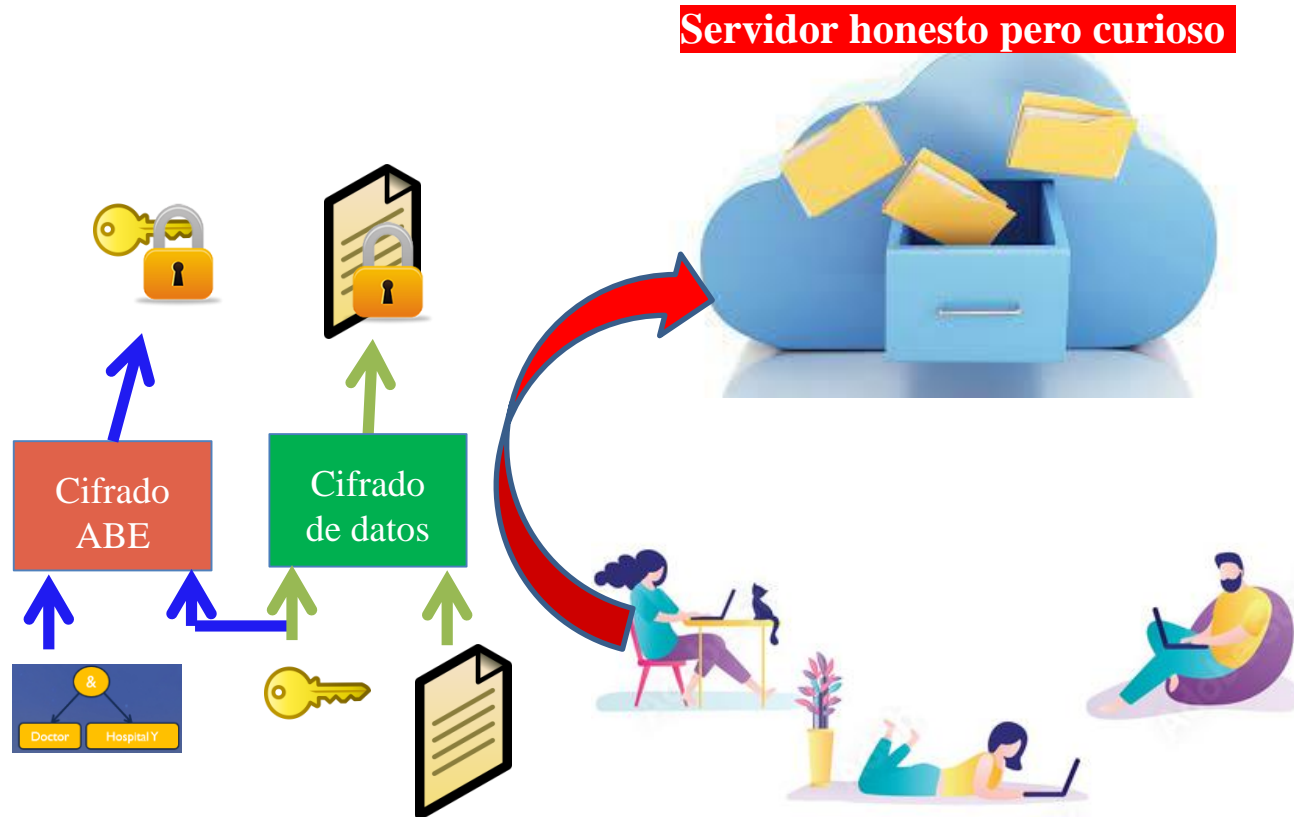 Servidor honesto pero curioso
Cifrado
ABE
Cifrado
de datos
&
Doctor
Hospital Y